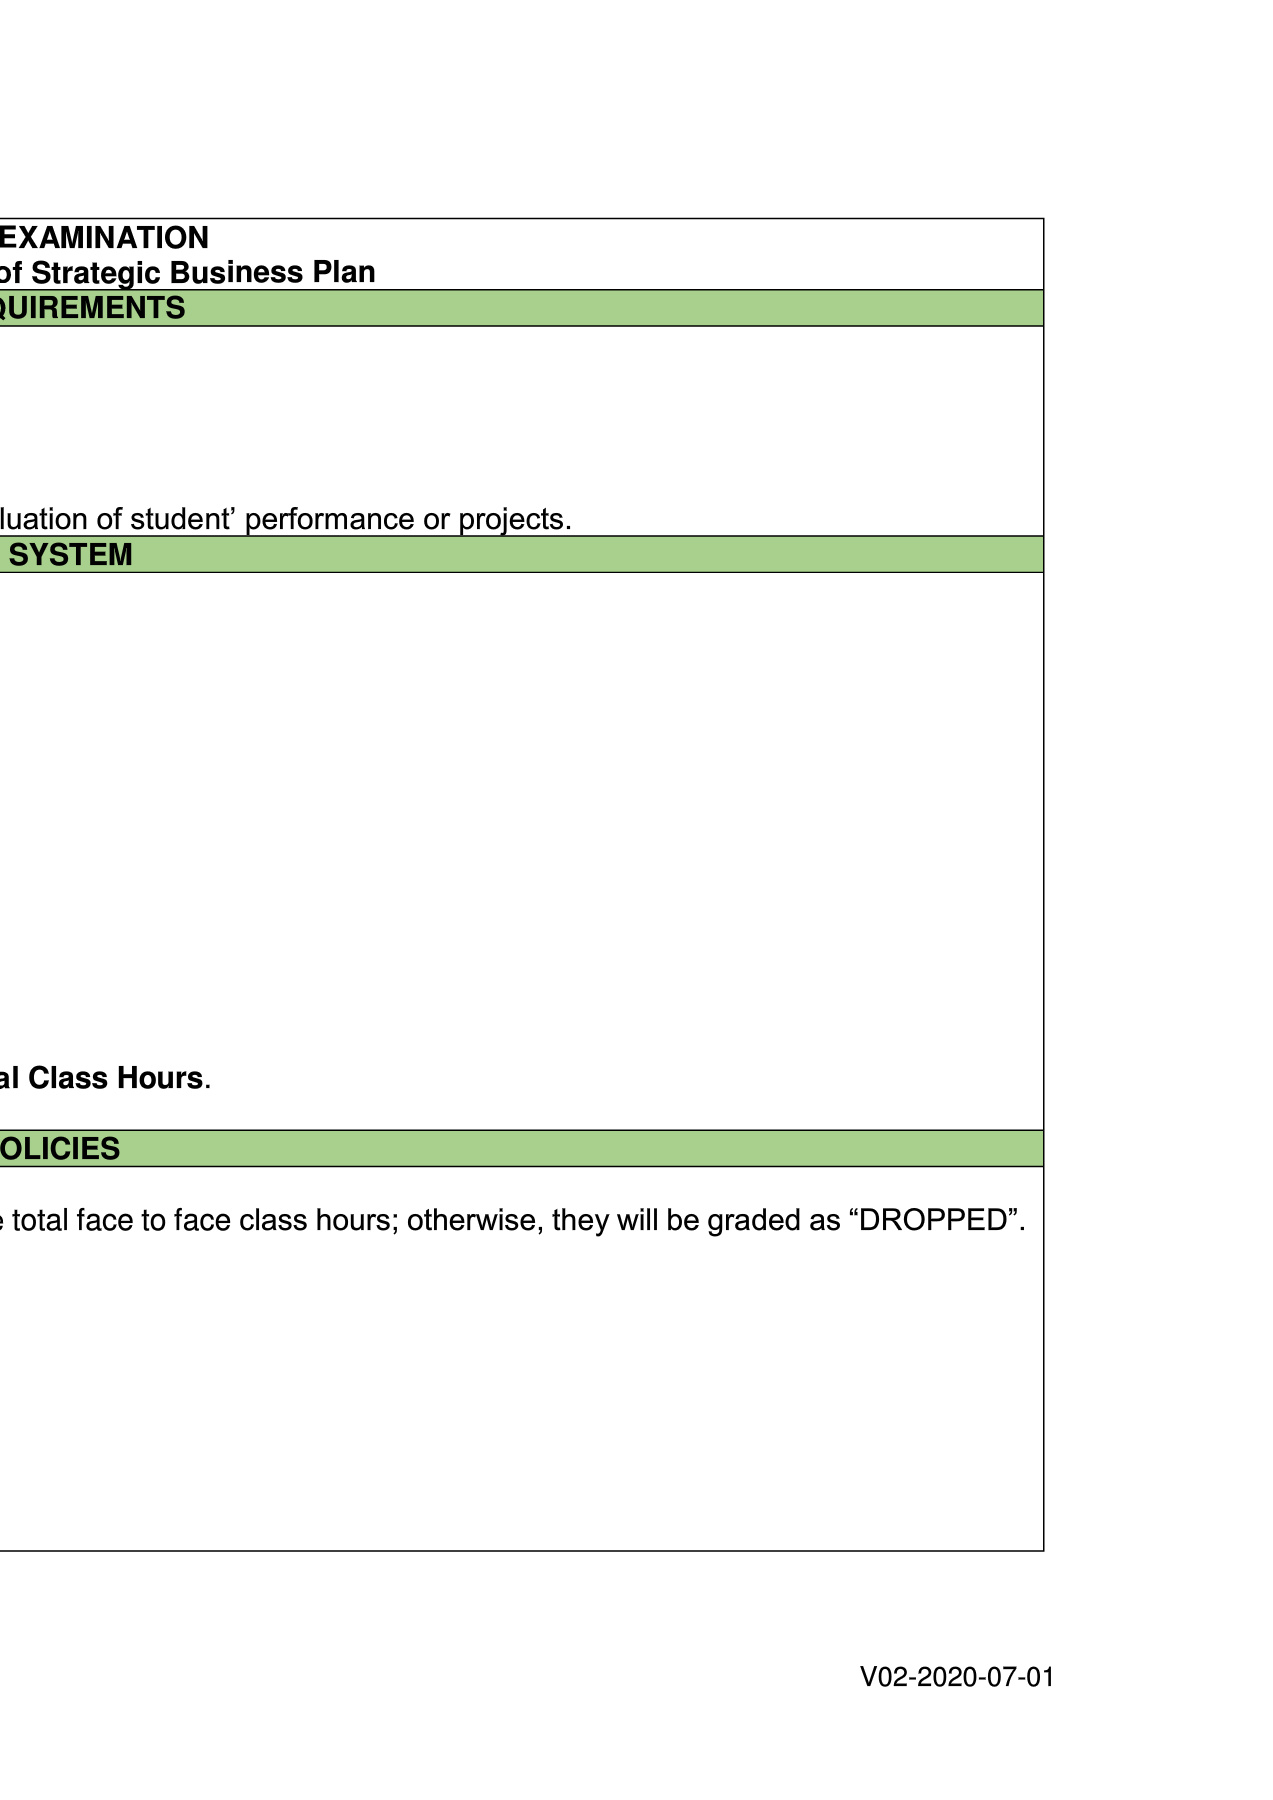 EXAMINATION
of Strategic Business Plan
QUIREMENTS
luation of student’ performance or projects.
SYSTEM
al Class Hours.
OLICIES
e total face to face class hours; otherwise, they will be graded as “DROPPED”.
V02-2020-07-01